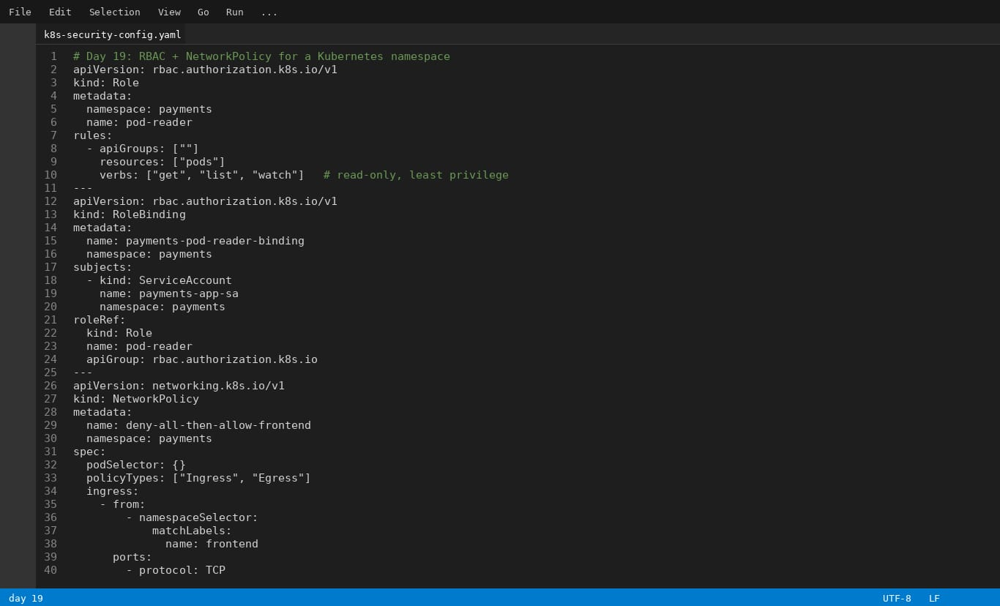 File Edit Selection View Go Run ...
k8s-security-config.yaml
1 # Day 19: RBAC + NetworkPolicy for a Kubernetes namespace
2 apiVersion: rbac.authorization.k8s.io/v1
3 kind: Role
4 metadata:
5   namespace: payments
6   name: pod-reader
7 rules:
8   - apiGroups: [""]
9     resources: ["pods"]
10     verbs: ["get", "list", "watch"]   # read-only, least privilege
11 ---
12 apiVersion: rbac.authorization.k8s.io/v1
13 kind: RoleBinding
14 metadata:
15   name: payments-pod-reader-binding
16   namespace: payments
17 subjects:
18   - kind: ServiceAccount
19     name: payments-app-sa
20     namespace: payments
21 roleRef:
22   kind: Role
23   name: pod-reader
24   apiGroup: rbac.authorization.k8s.io
25 ---
26 apiVersion: networking.k8s.io/v1
27 kind: NetworkPolicy
28 metadata:
29   name: deny-all-then-allow-frontend
30   namespace: payments
31 spec:
32   podSelector: {}
33   policyTypes: ["Ingress", "Egress"]
34   ingress:
35     - from:
36         - namespaceSelector:
37             matchLabels:
38               name: frontend
39       ports:
40         - protocol: TCP
day 19 UTF-8 LF